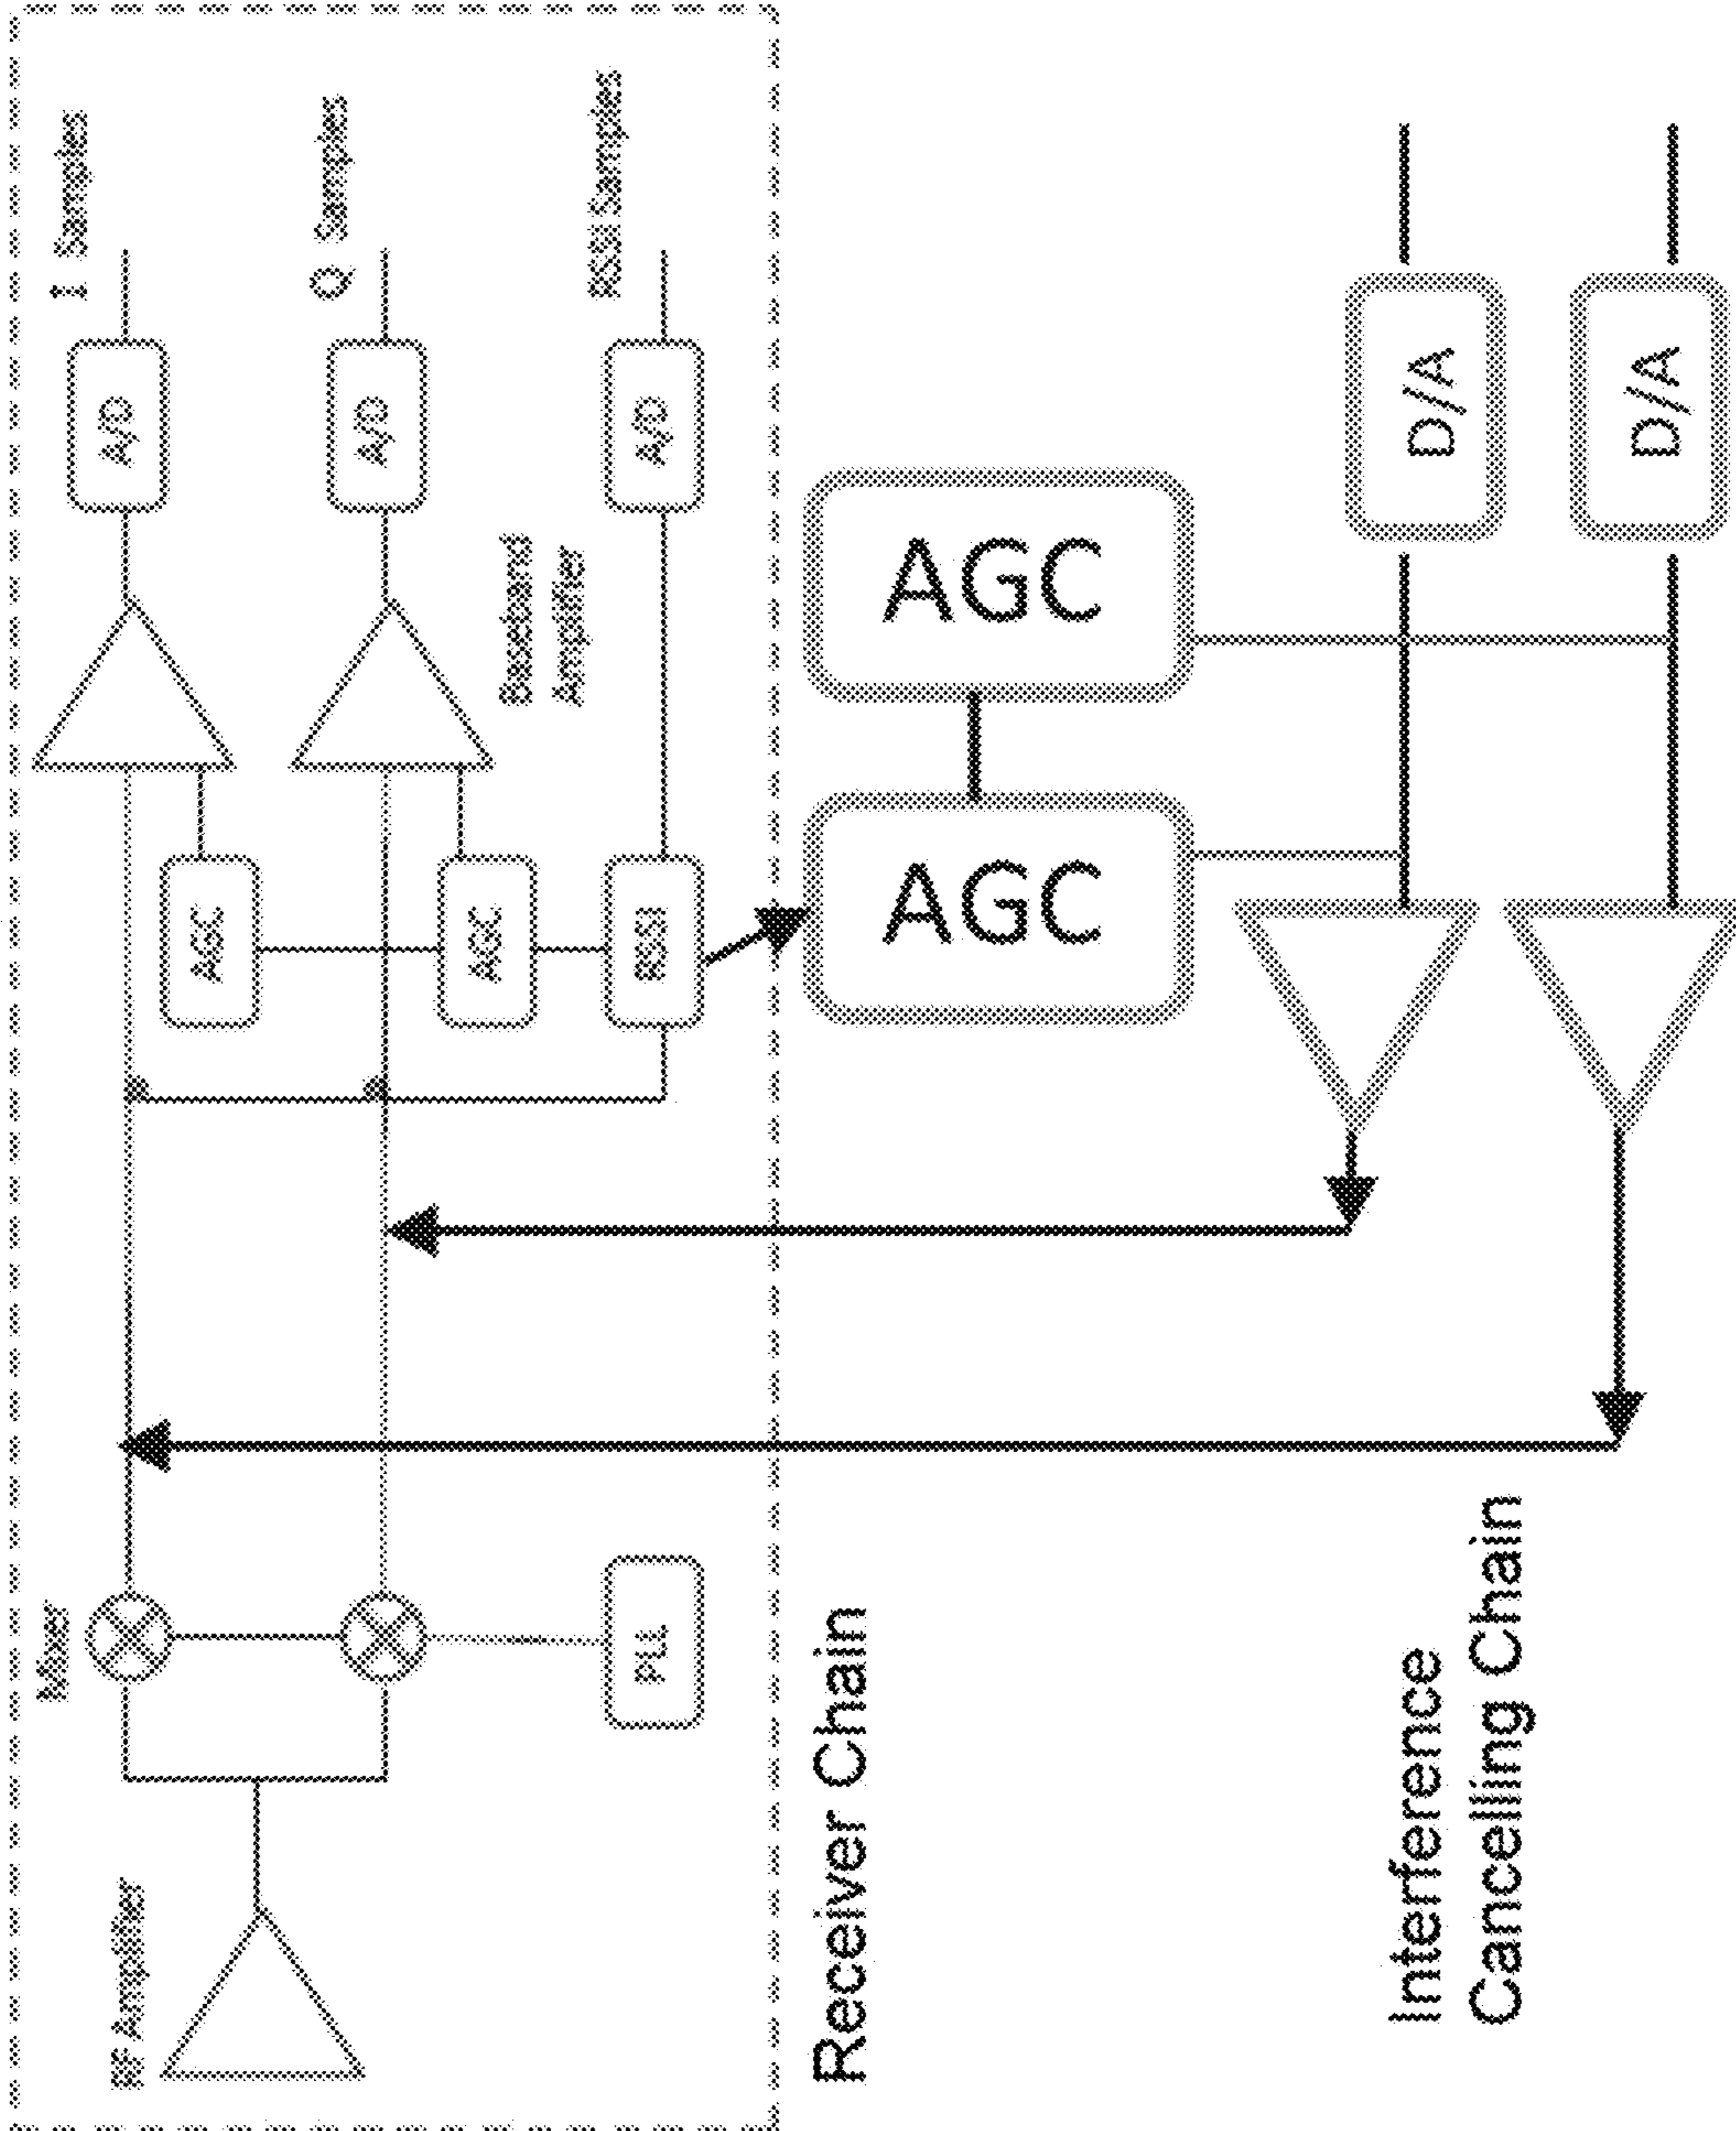 RF Amplifier
Mixer
PLL
AGC
AGC
RSSI
Baseband
Amplifier
A/D
A/D
A/D
I Samples
Q Samples
RSSI Samples
Receiver Chain
AGC
AGC
D/A
D/A
Interference
Cancelling Chain